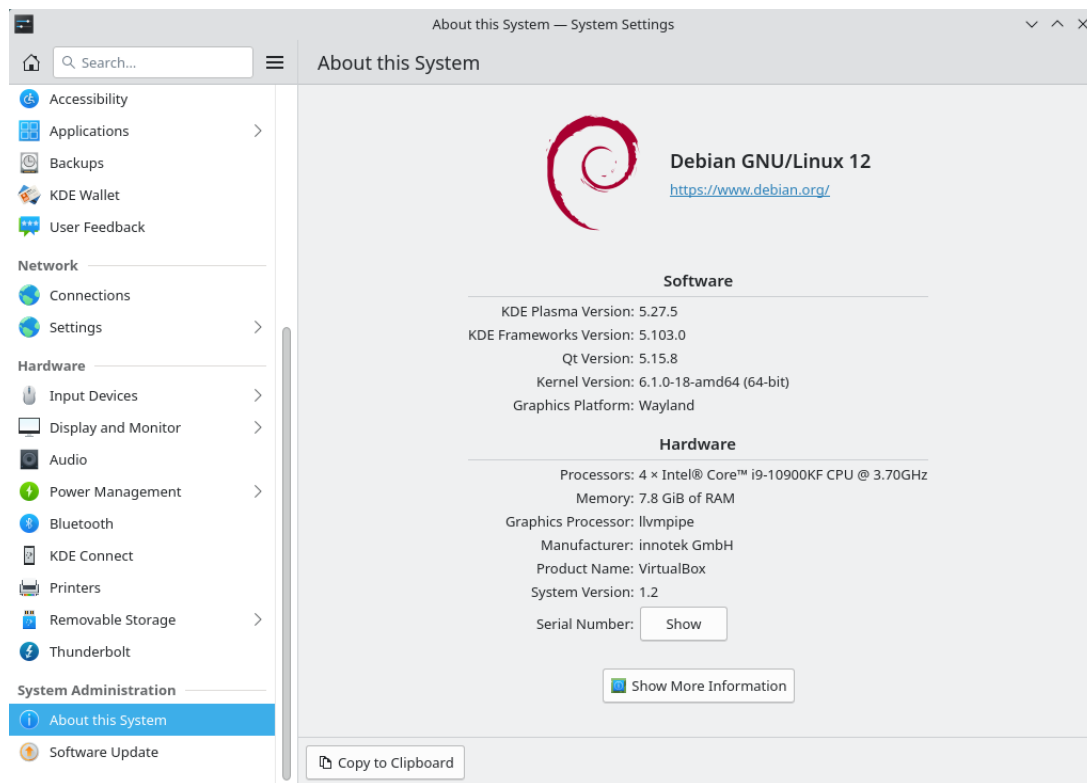 About this System — System Settings
Search...
About this System
Accessibility
Applications
Backups
KDE Wallet
User Feedback
Network
Connections
Settings
Hardware
Input Devices
Display and Monitor
Audio
Power Management
Bluetooth
KDE Connect
Printers
Removable Storage
Thunderbolt
System Administration
About this System
Software Update
Debian GNU/Linux 12
https://www.debian.org/
Software
KDE Plasma Version: 5.27.5
KDE Frameworks Version: 5.103.0
Qt Version: 5.15.8
Kernel Version: 6.1.0-18-amd64 (64-bit)
Graphics Platform: Wayland
Hardware
Processors: 4 × Intel® Core™ i9-10900KF CPU @ 3.70GHz
Memory: 7.8 GiB of RAM
Graphics Processor: llvmpipe
Manufacturer: innotek GmbH
Product Name: VirtualBox
System Version: 1.2
Serial Number: Show
Show More Information
Copy to Clipboard